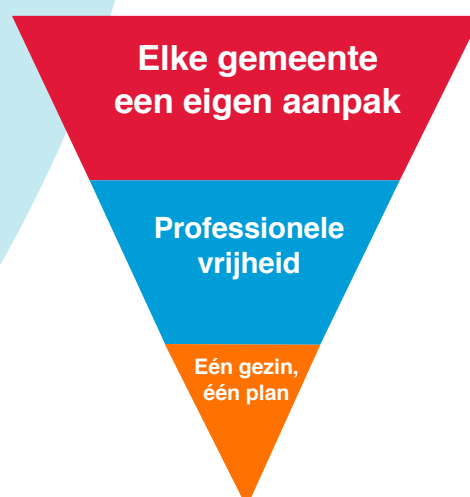 Elke gemeente
een eigen aanpak
Professionele
vrijheid
Eén gezin,
één plan